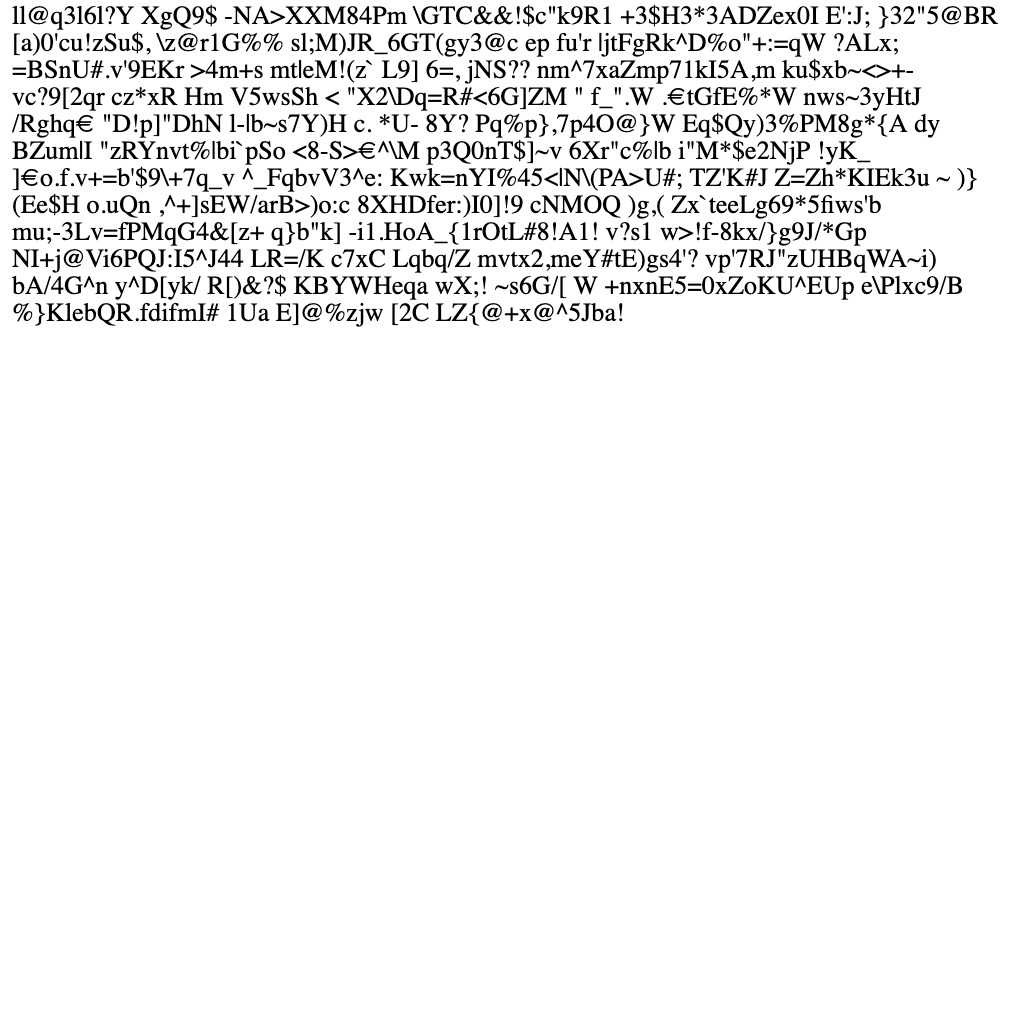 ll@q3l6l?Y XgQ9$ -NA>XXM84Pm \GTC&&!$c"k9R1 +3$H3*3ADZex0I E':J; }32"5@BR
[a)0'cu!zSu$, \z@r1G%% sl;M)JR_6GT(gy3@c ep fu'r |jtFgRk^D%o"+:=qW ?ALx;
=BSnU#.v'9EKr >4m+s mt|eM!(z` L9] 6=, jNS?? nm^7xaZmp71kI5A,m ku$xb~<>+-
vc?9[2qr cz*xR Hm V5wsSh < "X2\Dq=R#<6G]ZM " f_".W .€tGfE%*W nws~3yHtJ
/Rghq€ "D!p]"DhN l-|b~s7Y)H c. *U- 8Y? Pq%p},7p4O@}W Eq$Qy)3%PM8g*{A dy
BZum|I "zRYnvt%|bi`pSo <8-S>€^\M p3Q0nT$]~v 6Xr"c%|b i"M*$e2NjP !yK_
]€o.f.v+=b'$9\+7q_v ^_FqbvV3^e: Kwk=nYI%45<|N\(PA>U#; TZ'K#J Z=Zh*KIEk3u ~ )}
(Ee$H o.uQn ,^+]sEW/arB>)o:c 8XHDfer:)I0]!9 cNMOQ )g,( Zx`teeLg69*5fiws'b
mu;-3Lv=fPMqG4&[z+ q}b"k] -i1.HoA_{1rOtL#8!A1! v?s1 w>!f-8kx/}g9J/*Gp
NI+j@Vi6PQJ:I5^J44 LR=/K c7xC Lqbq/Z mvtx2,meY#tE)gs4'? vp'7RJ"zUHBqWA~i)
bA/4G^n y^D[yk/ R[)&?$ KBYWHeqa wX;! ~s6G/[ W +nxnE5=0xZoKU^EUp e\Plxc9/B
%}KlebQR.fdifmI# 1Ua E]@%zjw [2C LZ{@+x@^5Jba!